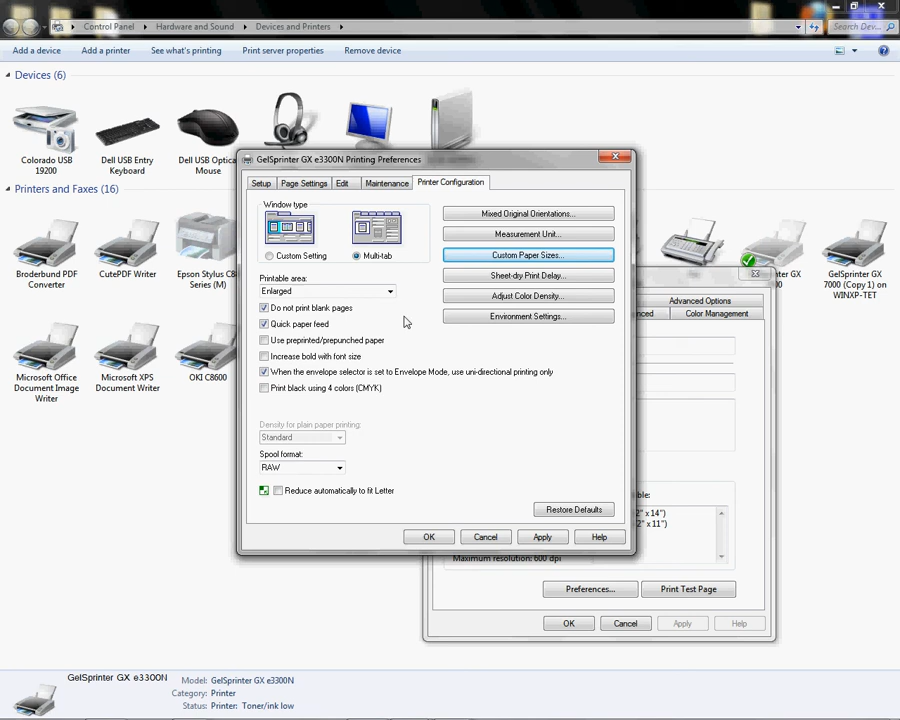 Control Panel
Hardware and Sound
Devices and Printers
Search Dev...
Add a device
Add a printer
See what's printing
Print server properties
Remove device
Devices (6)
Colorado USB
19200
Dell USB Entry
Keyboard
Dell USB Optica
Mouse
Printers and Faxes (16)
Broderbund PDF
Converter
CutePDF Writer
Epson Stylus C8
Series (M)
GX
GelSprinter GX
7000 (Copy 1) on
WINXP-TET
Microsoft Office
Document Image
Writer
Microsoft XPS
Document Writer
OKI C8600
GelSprinter GX e3300N Printing Preferences
Setup
Page Settings
Edit
Maintenance
Printer Configuration
Window type
Custom Setting
Multi-tab
Mixed Original Orientations...
Measurement Unit...
Custom Paper Sizes...
Sheet-dry Print Delay...
Adjust Color Density...
Environment Settings...
Printable area:
Enlarged
Do not print blank pages
Quick paper feed
Use preprinted/prepunched paper
Increase bold with font size
When the envelope selector is set to Envelope Mode, use uni-directional printing only
Print black using 4 colors (CMYK)
Density for plain paper printing:
Standard
Spool format:
RAW
Reduce automatically to fit Letter
Restore Defaults
OK
Cancel
Apply
Help
Advanced Options
nced
Color Management
ble:
2" x 14")
2" x 11")
Maximum resolution: 600 dpi
Preferences...
Print Test Page
OK
Cancel
Apply
Help
GelSprinter GX e3300N
Model: GelSprinter GX e3300N
Category: Printer
Status: Printer: Toner/ink low